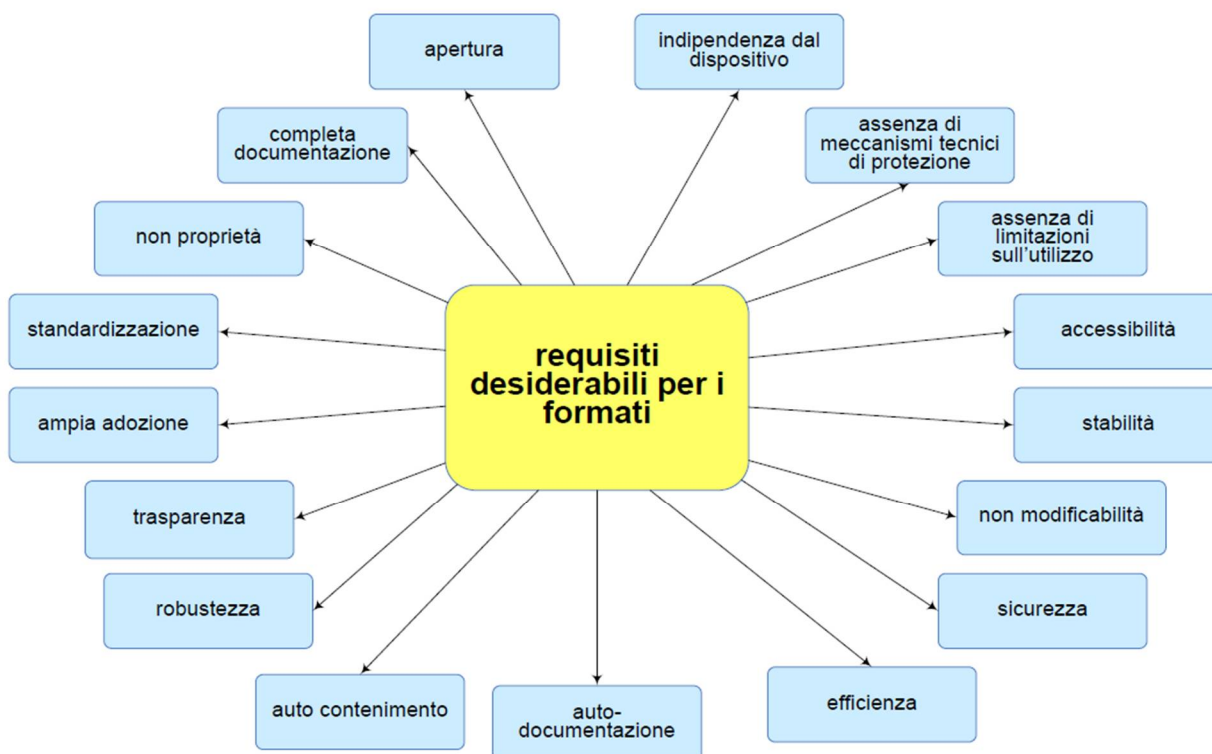 apertura
indipendenza dal
dispositivo
completa
documentazione
assenza di
meccanismi tecnici
di protezione
non proprietà
assenza di
limitazioni
sull'utilizzo
standardizzazione
requisiti
desiderabili per i
formati
accessibilità
ampia adozione
stabilità
trasparenza
non modificabilità
robustezza
sicurezza
auto contenimento
auto-
documentazione
efficienza